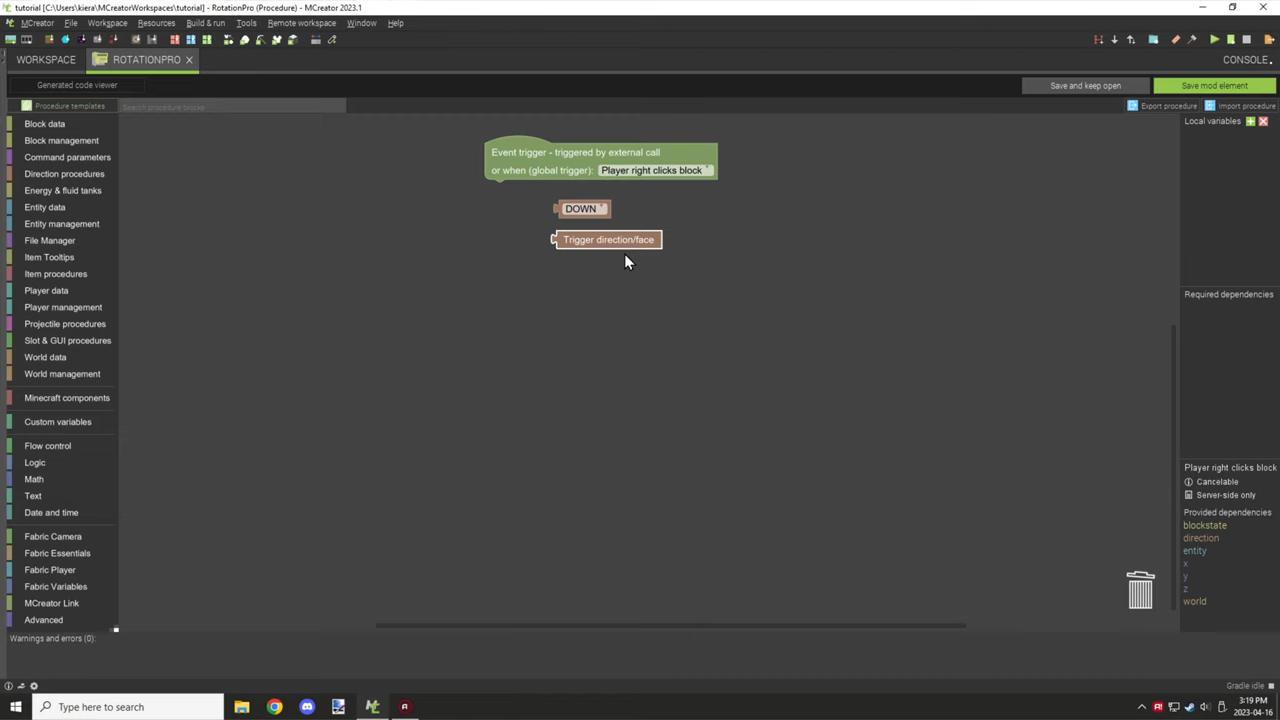 tutorial [C:\Users\kiera\MCreatorWorkspaces\tutorial] - RotationPro (Procedure) - MCreator 2023.1
MCreator File Workspace Resources Build & run Tools Remote workspace Window Help
WORKSPACE ROTATIONPRO CONSOLE
Generated code viewer Save and keep open Save mod element
Procedure templates Search procedure blocks Export procedure Import procedure
Block data
Block management
Command parameters
Direction procedures
Energy & fluid tanks
Entity data
Entity management
File Manager
Item Tooltips
Item procedures
Player data
Player management
Projectile procedures
Slot & GUI procedures
World data
World management
Minecraft components
Custom variables
Flow control
Logic
Math
Text
Date and time
Fabric Camera
Fabric Essentials
Fabric Player
Fabric Variables
MCreator Link
Advanced
Event trigger - triggered by external call
or when (global trigger): Player right clicks block
DOWN
Trigger direction/face
Local variables
Required dependencies
Player right clicks block
Cancelable
Server-side only
Provided dependencies:
blockstate
direction
entity
x
y
z
world
Warnings and errors (0):
Gradle idle
Type here to search
3:19 PM
2023-04-16